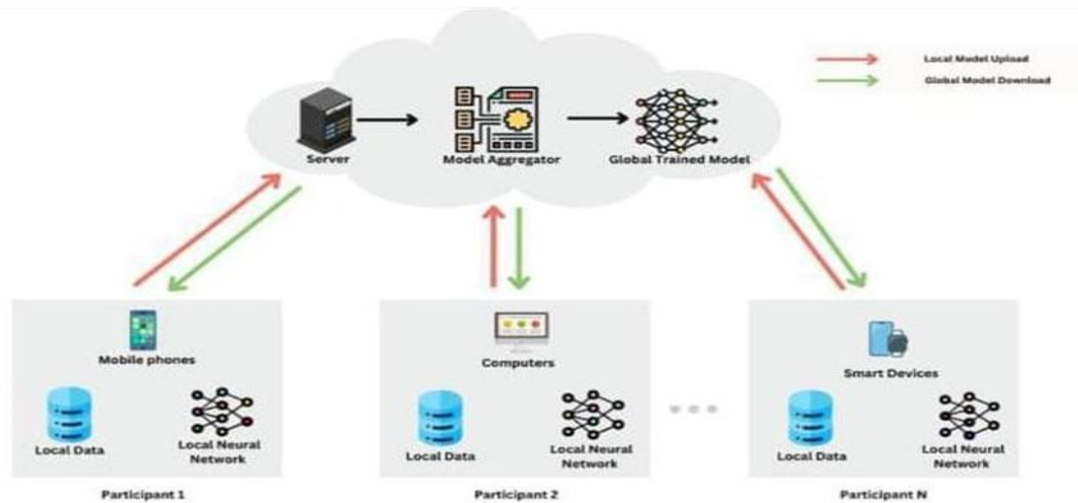 Local Model Upload
Global Model Download
Server
Model Aggregator
Global Trained Model
Mobile phones
Local Data
Local Neural
Network
Participant 1
Computers
Local Data
Local Neural
Network
Participant 2
Smart Devices
Local Data
Local Neural
Network
Participant N